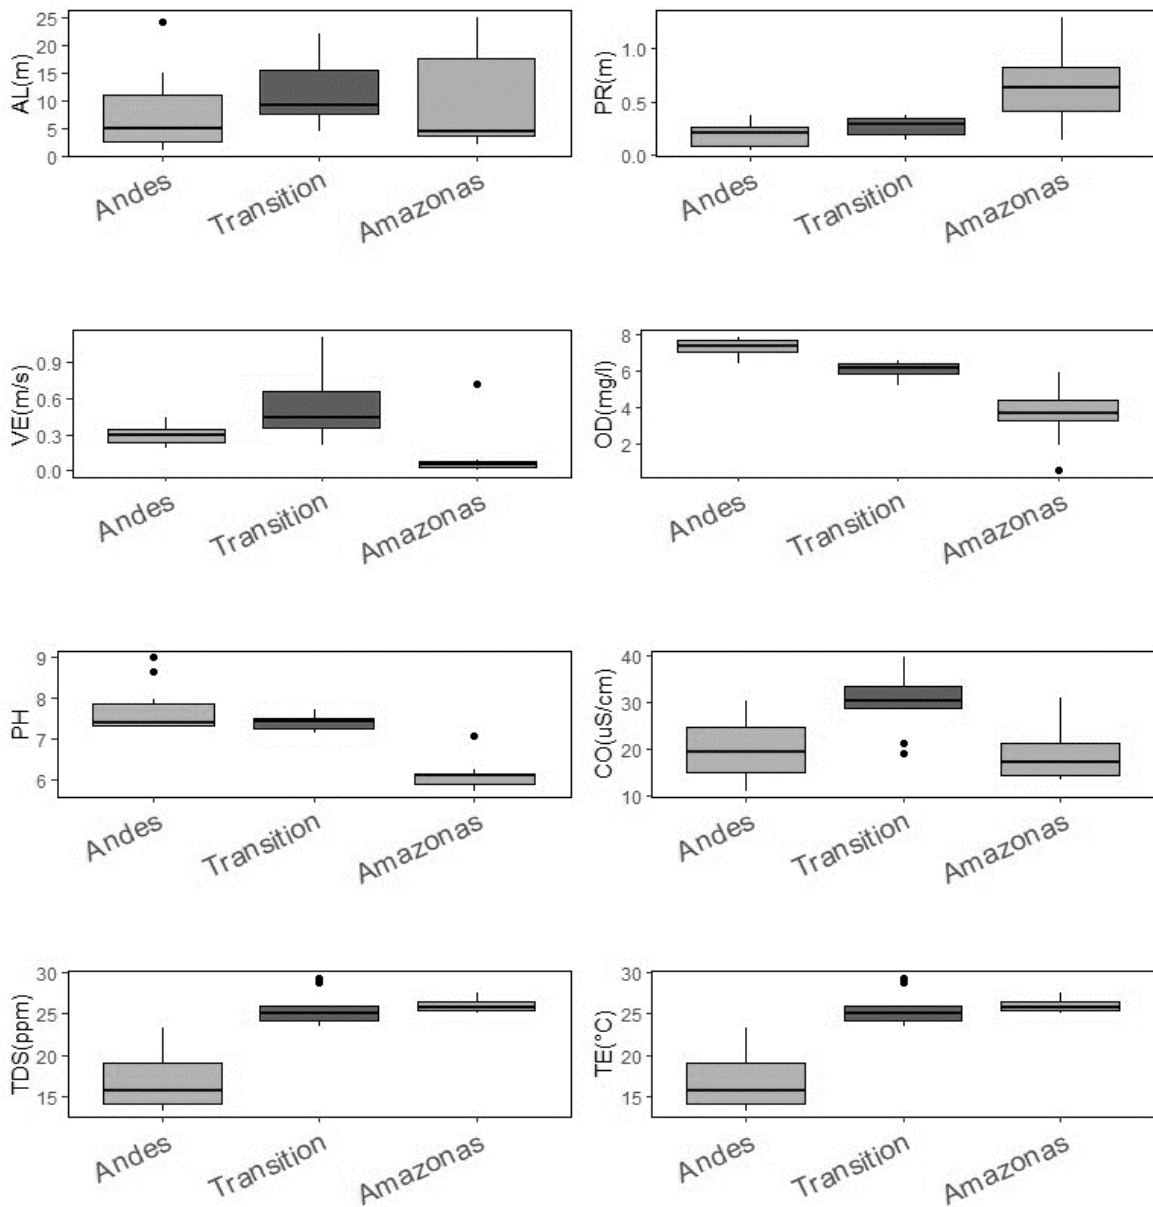 AL(m)
25
20
15
10
5
0
Andes
Transition
Amazonas
PR(m)
1.0
0.5
0.0
Andes
Transition
Amazonas
VE(m/s)
0.9
0.6
0.3
0.0
Andes
Transition
Amazonas
OD(mg/l)
8
6
4
2
Andes
Transition
Amazonas
PH
9
8
7
6
Andes
Transition
Amazonas
CO(uS/cm)
40
30
20
10
Andes
Transition
Amazonas
TDS(ppm)
30
25
20
15
Andes
Transition
Amazonas
TE(°C)
30
25
20
15
Andes
Transition
Amazonas